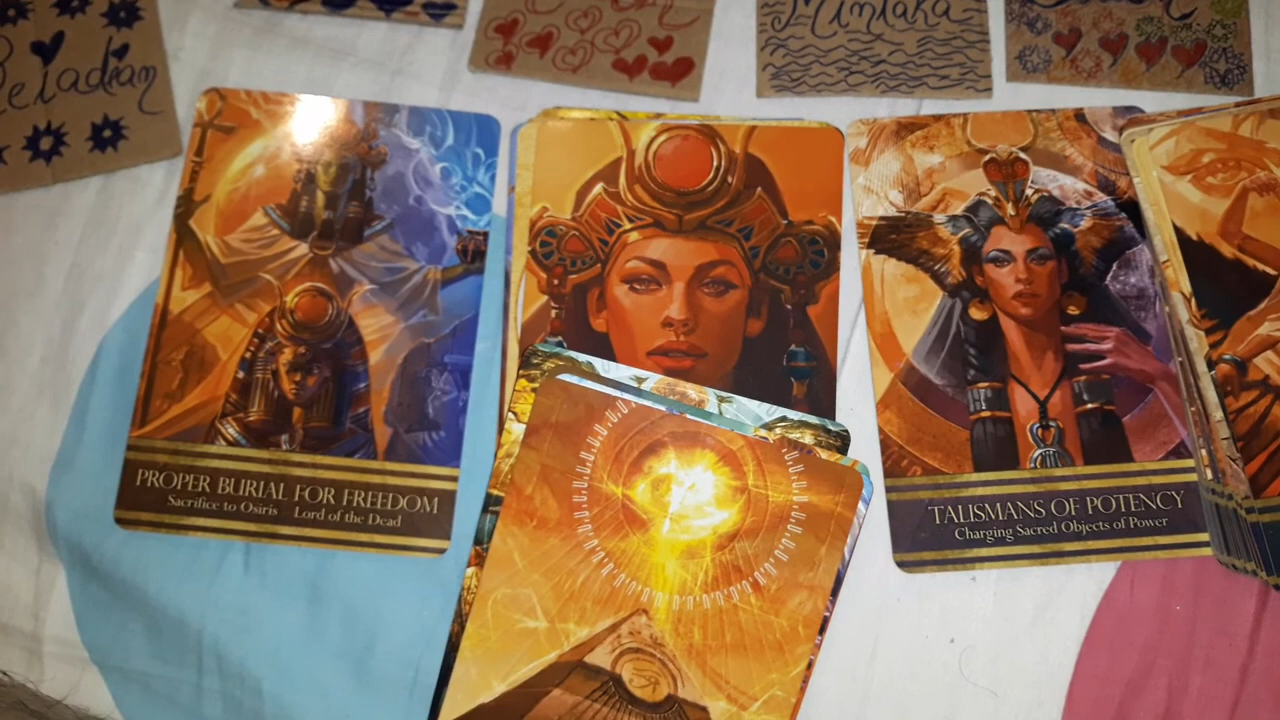 Mintaka
PROPER BURIAL FOR FREEDOM
Sacrifice to Osiris Lord of the Dead
TALISMANS OF POTENCY
Charging Sacred Objects of Power